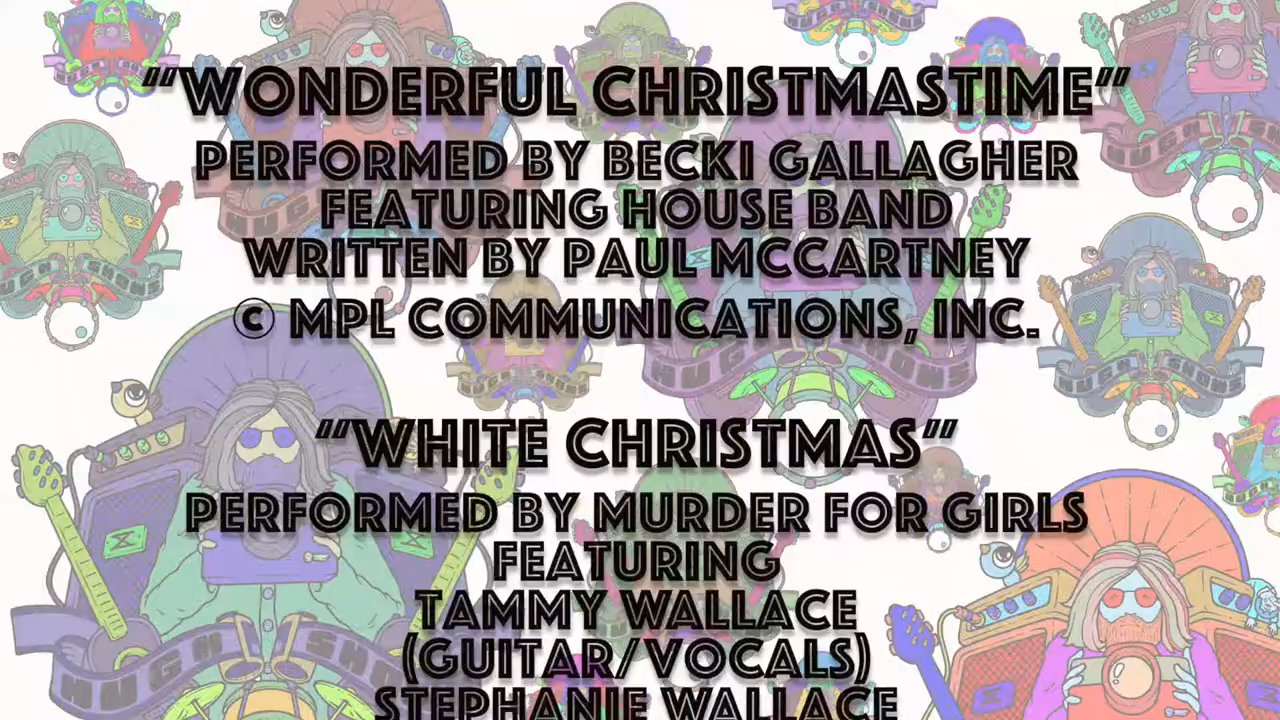 “WONDERFUL CHRISTMASTIME”
PERFORMED BY BECKI GALLAGHER
FEATURING HOUSE BAND
WRITTEN BY PAUL MCCARTNEY
© MPL COMMUNICATIONS, INC.
“WHITE CHRISTMAS”
PERFORMED BY MURDER FOR GIRLS
FEATURING
TAMMY WALLACE
(GUITAR/VOCALS)
STEPHANIE WALLACE